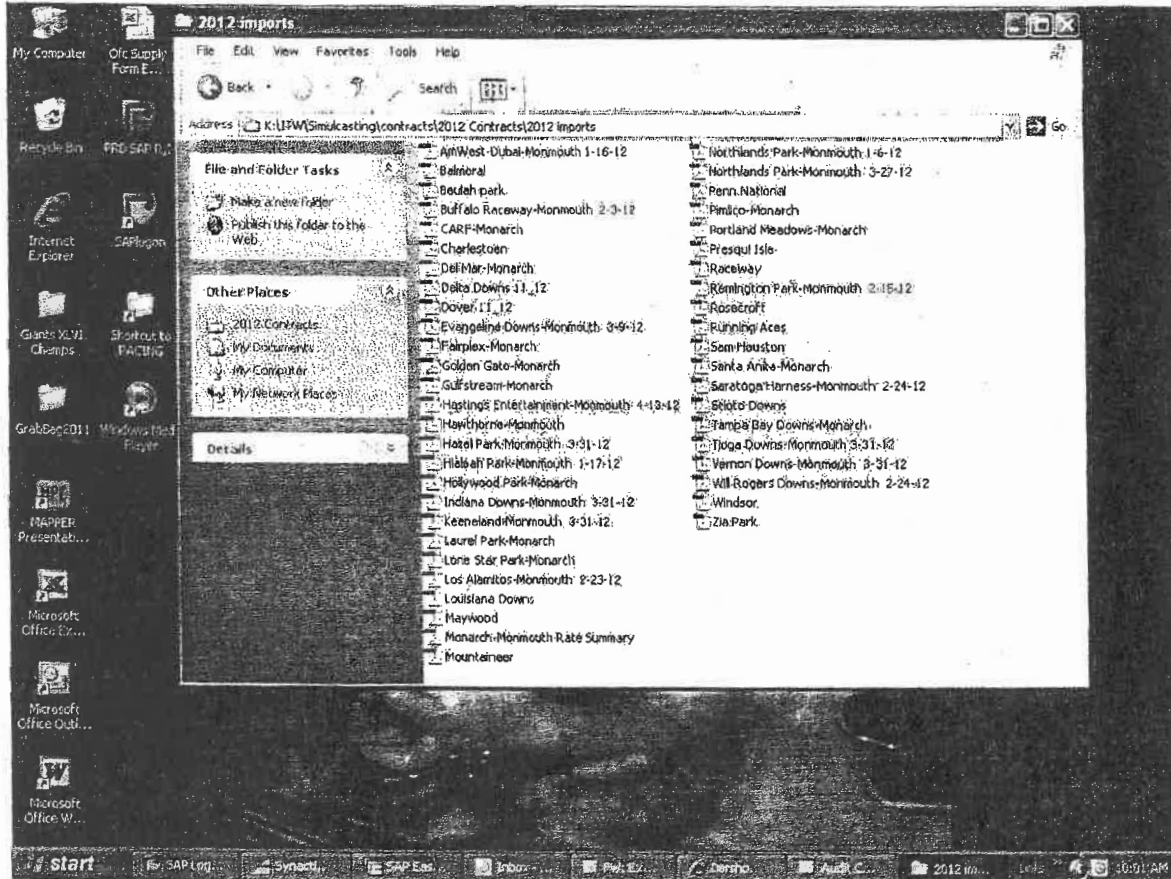 2012 imports
File Edit View Favorites Tools Help
Back Search
Address K:\ITW\Simulcasting\contracts\2012 Contracts\2012 imports Go
My Computer
Ofc Supply Form E...
Recycle Bin
Internet Explorer
SAPlogon
Giants XLVI Champs
Shortcut to RACING
GrabBag2011
Windows Med Player
MAPPER Presentab...
Microsoft Office Ex...
Microsoft Office Outl...
Microsoft Office W...
File and Folder Tasks
Make a new folder
Publish this folder to the Web
Other Places
2012 Contracts
My Documents
My Computer
My Network Places
Details
AmWest-Dubai-Monmouth 1-16-12
Balmoral
Beulah park
Buffalo Raceway-Monmouth 2-3-12
CARF-Monarch
Charlestown
Del Mar-Monarch
Delta Downs 11_12
Dover 11_12
Evangeline Downs-Monmouth 3-9-12
Fairplex-Monarch
Golden Gate-Monarch
Gulfstream-Monarch
Hastings Entertainment-Monmouth 4-13-12
Hawthorne-Monmouth
Hazel Park-Monmouth 3-31-12
Hialeah Park-Monmouth 1-17-12
Hollywood Park-Monarch
Indiana Downs-Monmouth 3-31-12
Keeneland-Monmouth 3-31-12
Laurel Park-Monarch
Lone Star Park-Monarch
Los Alamitos-Monmouth 2-23-12
Louisiana Downs
Maywood
Monarch-Monmouth Rate Summary
Mountaineer
Northlands Park-Monmouth 1-6-12
Northlands Park-Monmouth 3-27-12
Penn National
Pimlico-Monarch
Portland Meadows-Monarch
Presqui Isle
Raceway
Remington Park-Monmouth 2-15-12
Rosecroft
Running Aces
Sam Houston
Santa Anita-Monarch
Saratoga Harness-Monmouth 2-24-12
Scioto Downs
Tampa Bay Downs-Monarch
Tioga Downs-Monmouth 3-31-12
Vernon Downs-Monmouth 3-31-12
Will Rogers Downs-Monmouth 2-24-12
Windsor
Zia Park
start SAP Log... Synacti... SAP Eas... Inbox - ... Audit C... 2012 im... 10:01 AM